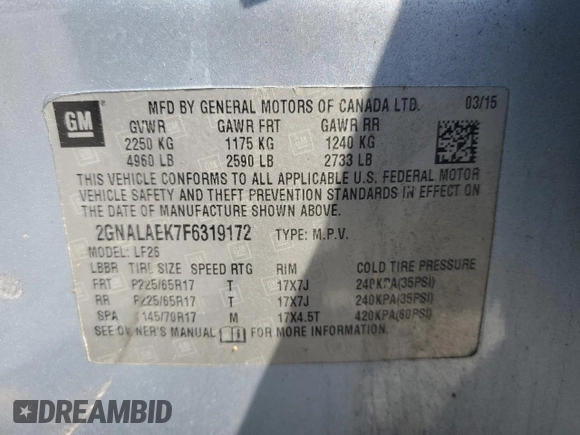 GM
MFD BY GENERAL MOTORS OF CANADA LTD. 03/15
GVWR GAWR FRT GAWR RR
2250 KG 1175 KG 1240 KG
4960 LB 2590 LB 2733 LB
THIS VEHICLE CONFORMS TO ALL APPLICABLE U.S. FEDERAL MOTOR
VEHICLE SAFETY AND THEFT PREVENTION STANDARDS IN EFFECT ON
THE DATE OF MANUFACTURE SHOWN ABOVE.
2GNALAEK7F6319172 TYPE: M.P.V.
MODEL: LF26
LBBR TIRE SIZE SPEED RTG RIM COLD TIRE PRESSURE
FRT P225/65R17 T 17X7J 240KPA(35PSI)
RR P225/65R17 T 17X7J 240KPA(35PSI)
SPA T145/70R17 M 17X4.5T 420KPA(60PSI)
SEE OWNER'S MANUAL FOR MORE INFORMATION
DREAMBID